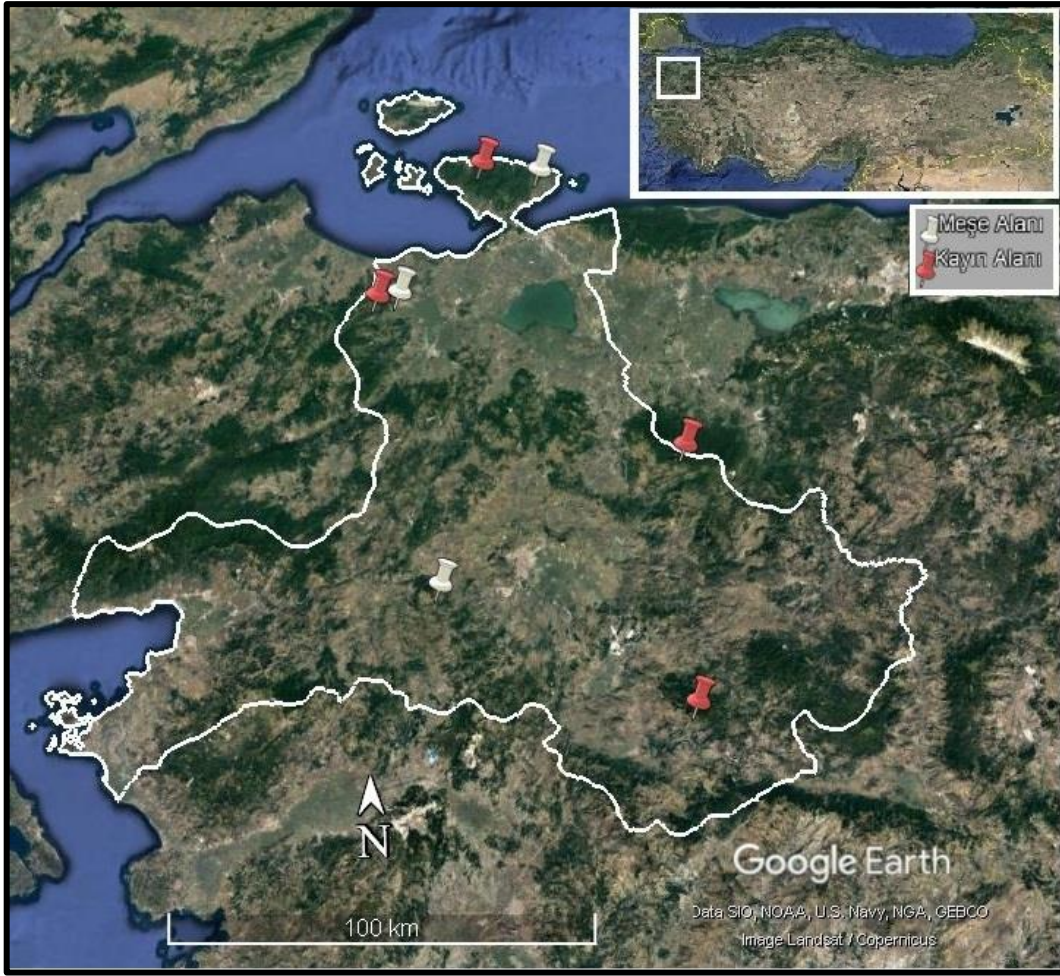 Meşe Alanı
Kayın Alanı
N
Google Earth
100 km
Data SIO, NOAA, U.S. Navy, NGA, GEBCO
Image Landsat / Copernicus